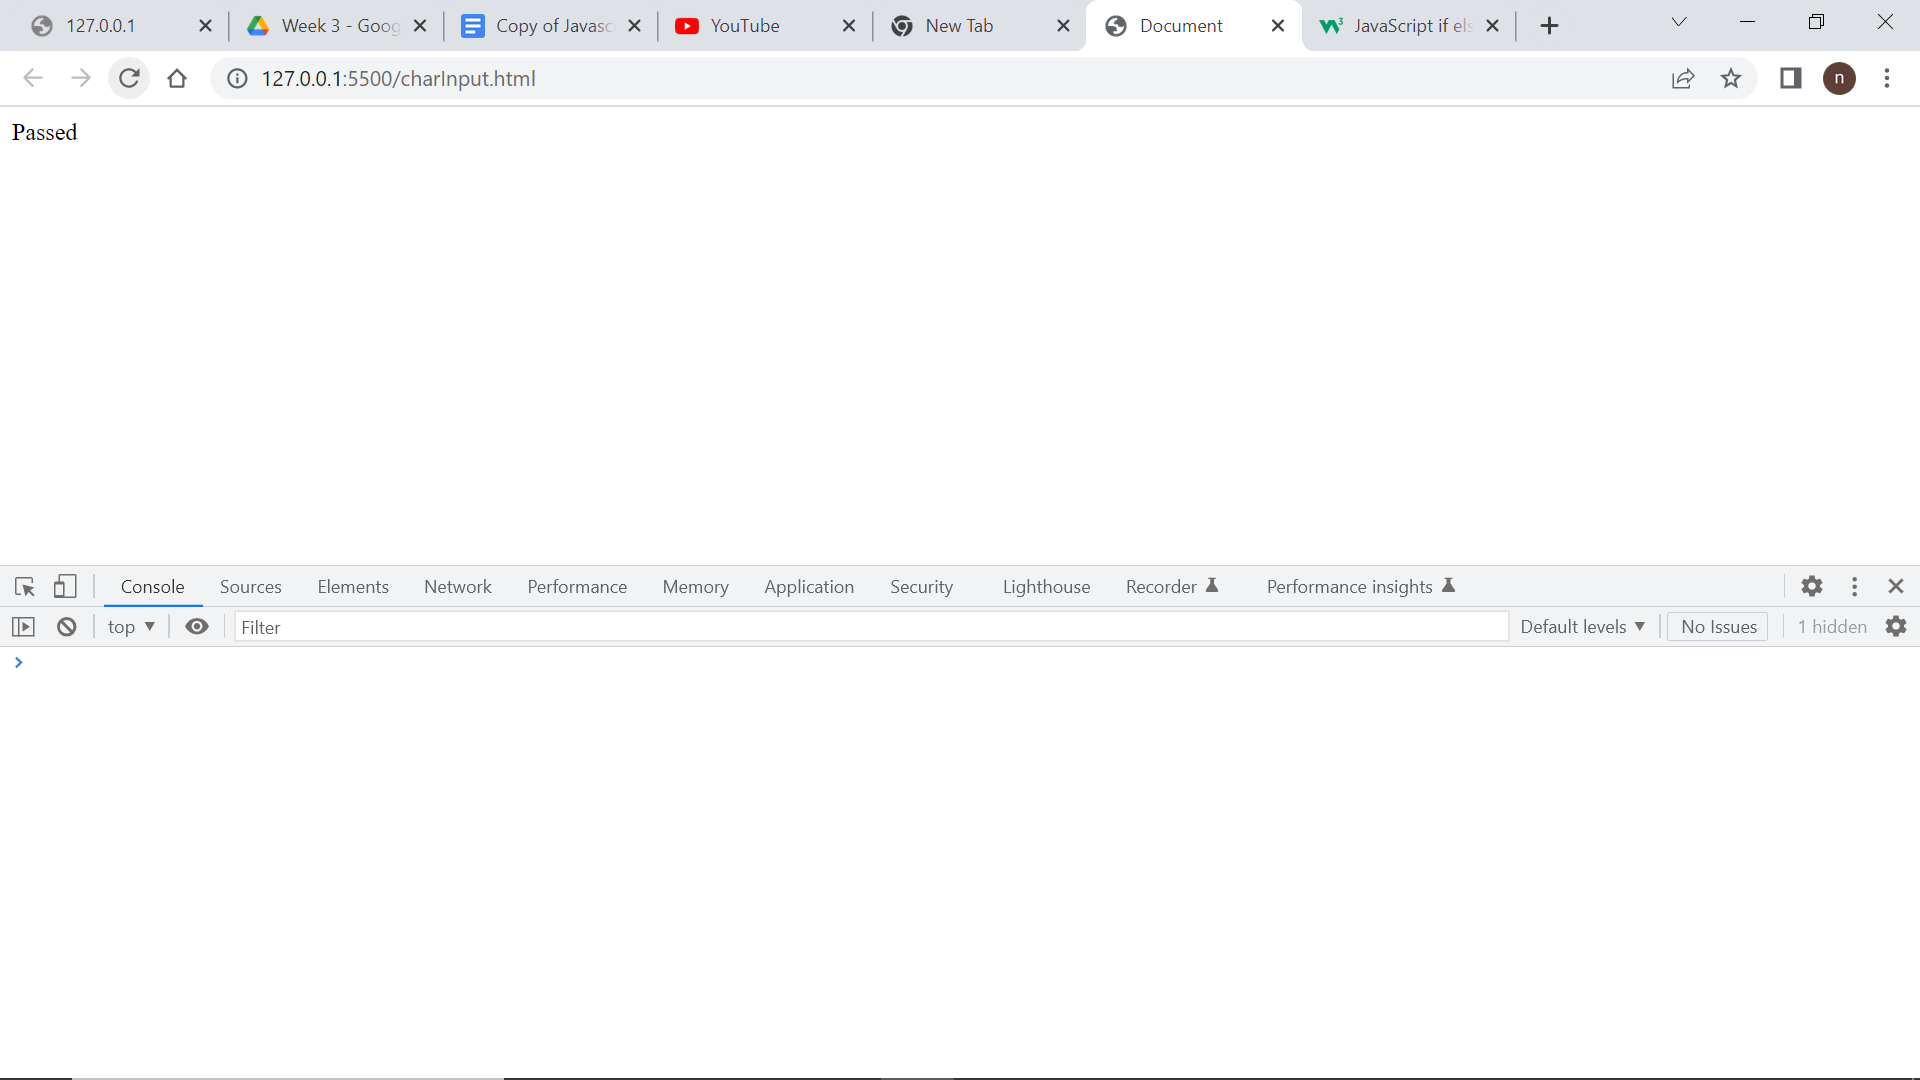 127.0.0.1
Week 3 - Goog
Copy of Javasc
YouTube
New Tab
Document
JavaScript if els
127.0.0.1:5500/charInput.html
n
Passed
Console Sources Elements Network Performance Memory Application Security Lighthouse Recorder Performance insights
top ▼ Filter Default levels ▼ No Issues 1 hidden
>